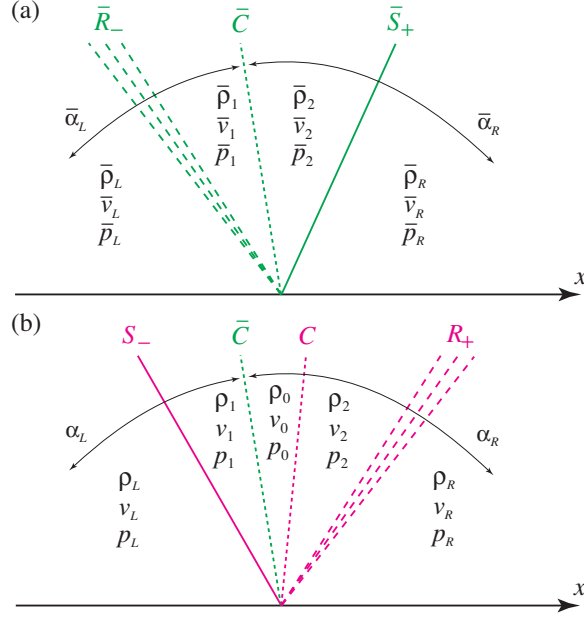 (a)
R̄₋ C̄ S̄₊
ᾱ_L ρ̄₁ ρ̄₂ ᾱ_R
v̄₁ v̄₂
p̄₁ p̄₂
ρ̄_L ρ̄_R
v̄_L v̄_R
p̄_L p̄_R
x
(b)
S₋ C̄ C R₊
α_L ρ₁ ρ₀ ρ₂ α_R
v₁ v₀ v₂
p₁ p₀ p₂
ρ_L ρ_R
v_L v_R
p_L p_R
x